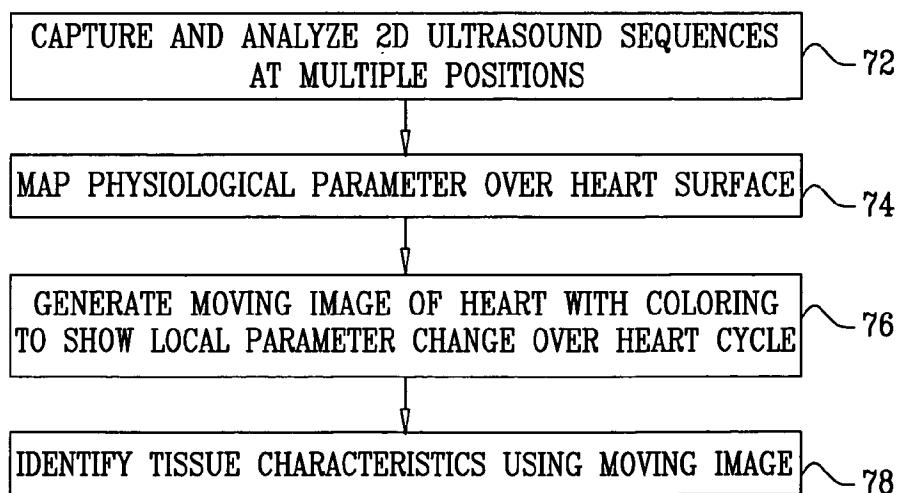 CAPTURE AND ANALYZE 2D ULTRASOUND SEQUENCES
AT MULTIPLE POSITIONS
72
MAP PHYSIOLOGICAL PARAMETER OVER HEART SURFACE
74
GENERATE MOVING IMAGE OF HEART WITH COLORING
TO SHOW LOCAL PARAMETER CHANGE OVER HEART CYCLE
76
IDENTIFY TISSUE CHARACTERISTICS USING MOVING IMAGE
78